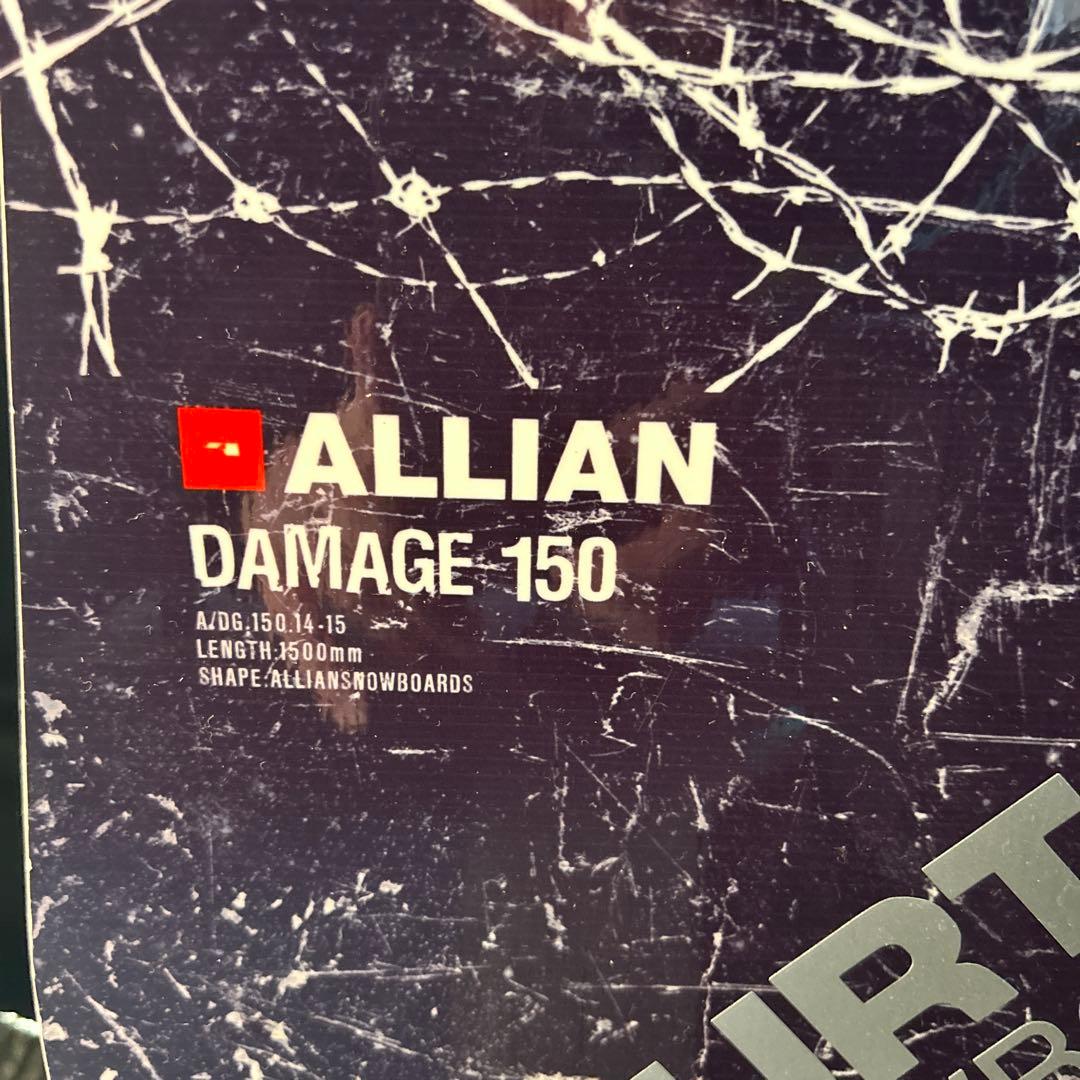 ALLIAN
DAMAGE 150
A/DG.150.14-15
LENGTH:1500mm
SHAPE:ALLIANSNOWBOARDS